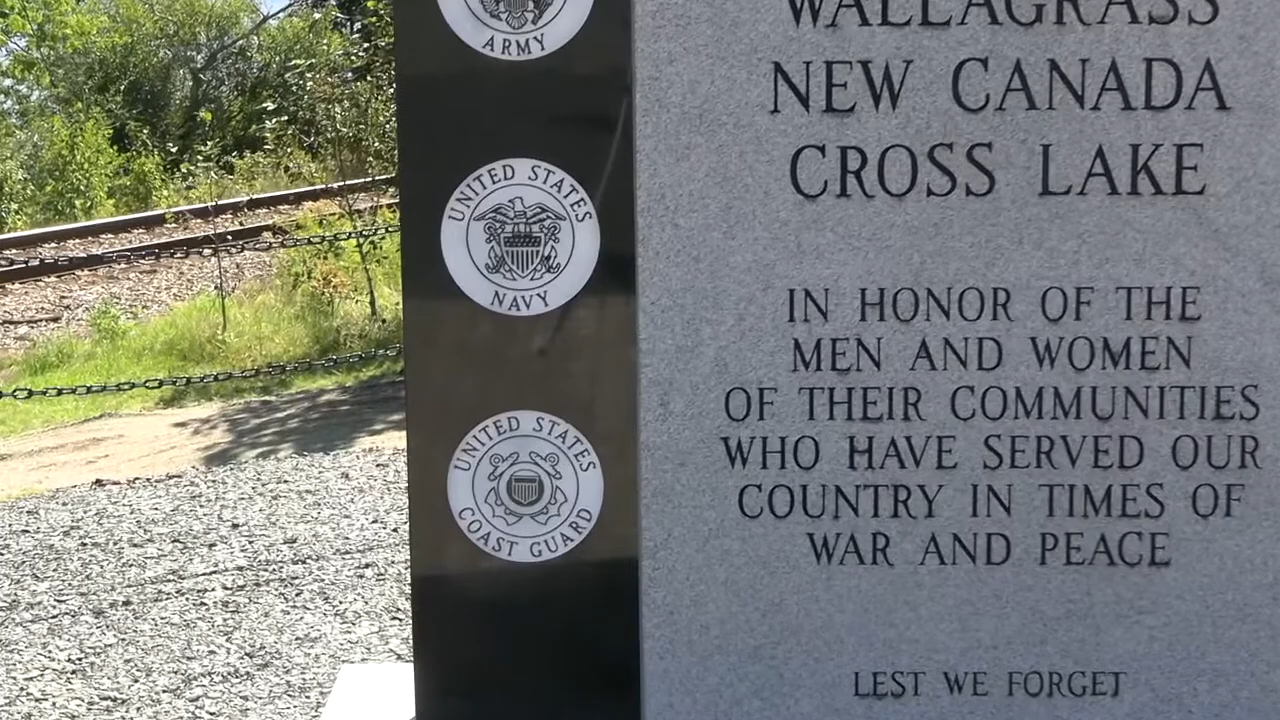 ARMY
UNITED STATES
NAVY
UNITED STATES
COAST GUARD
WALLAGRASS
NEW CANADA
CROSS LAKE
IN HONOR OF THE
MEN AND WOMEN
OF THEIR COMMUNITIES
WHO HAVE SERVED OUR
COUNTRY IN TIMES OF
WAR AND PEACE
LEST WE FORGET